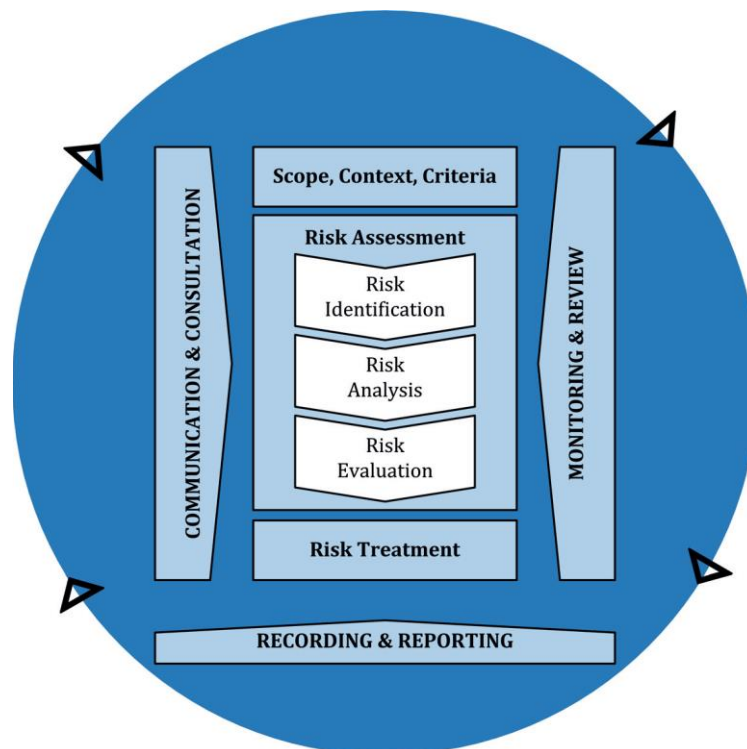 Scope, Context, Criteria
Risk Assessment
Risk
Identification
Risk
Analysis
Risk
Evaluation
Risk Treatment
COMMUNICATION & CONSULTATION
MONITORING & REVIEW
RECORDING & REPORTING